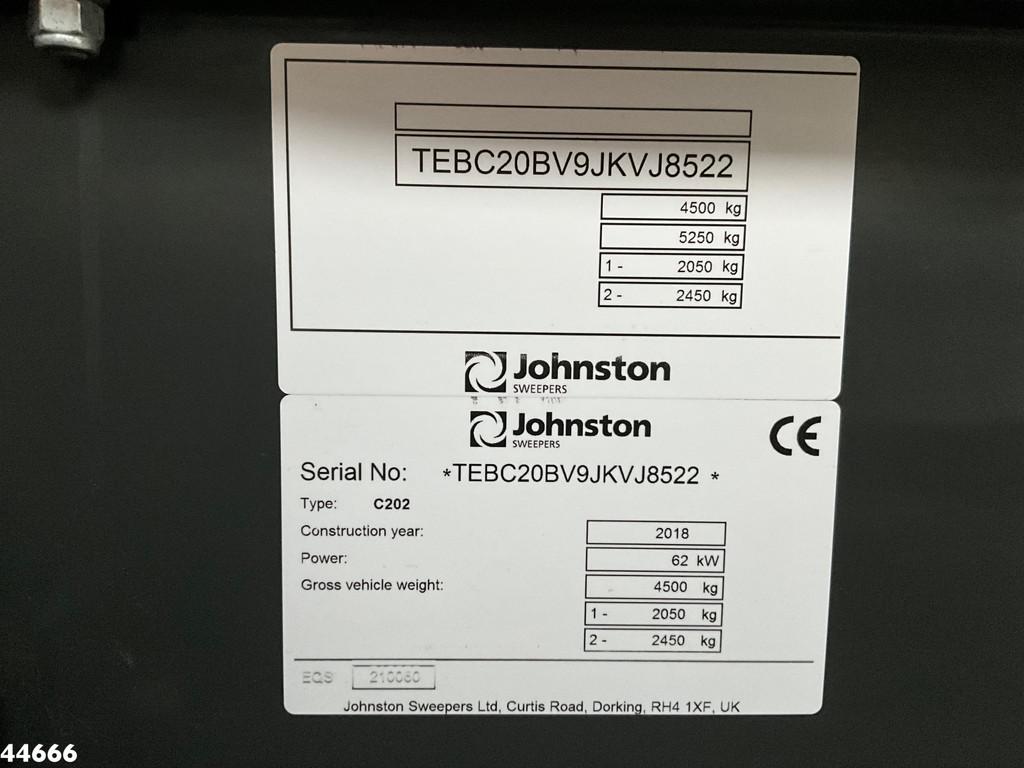 TEBC20BV9JKVJ8522
4500 kg
5250 kg
1 - 2050 kg
2 - 2450 kg
Johnston
SWEEPERS
Johnston
SWEEPERS
CE
Serial No: *TEBC20BV9JKVJ8522 *
Type: C202
Construction year: 2018
Power: 62 kW
Gross vehicle weight: 4500 kg
1 - 2050 kg
2 - 2450 kg
EQS 210060
Johnston Sweepers Ltd, Curtis Road, Dorking, RH4 1XF, UK
44666